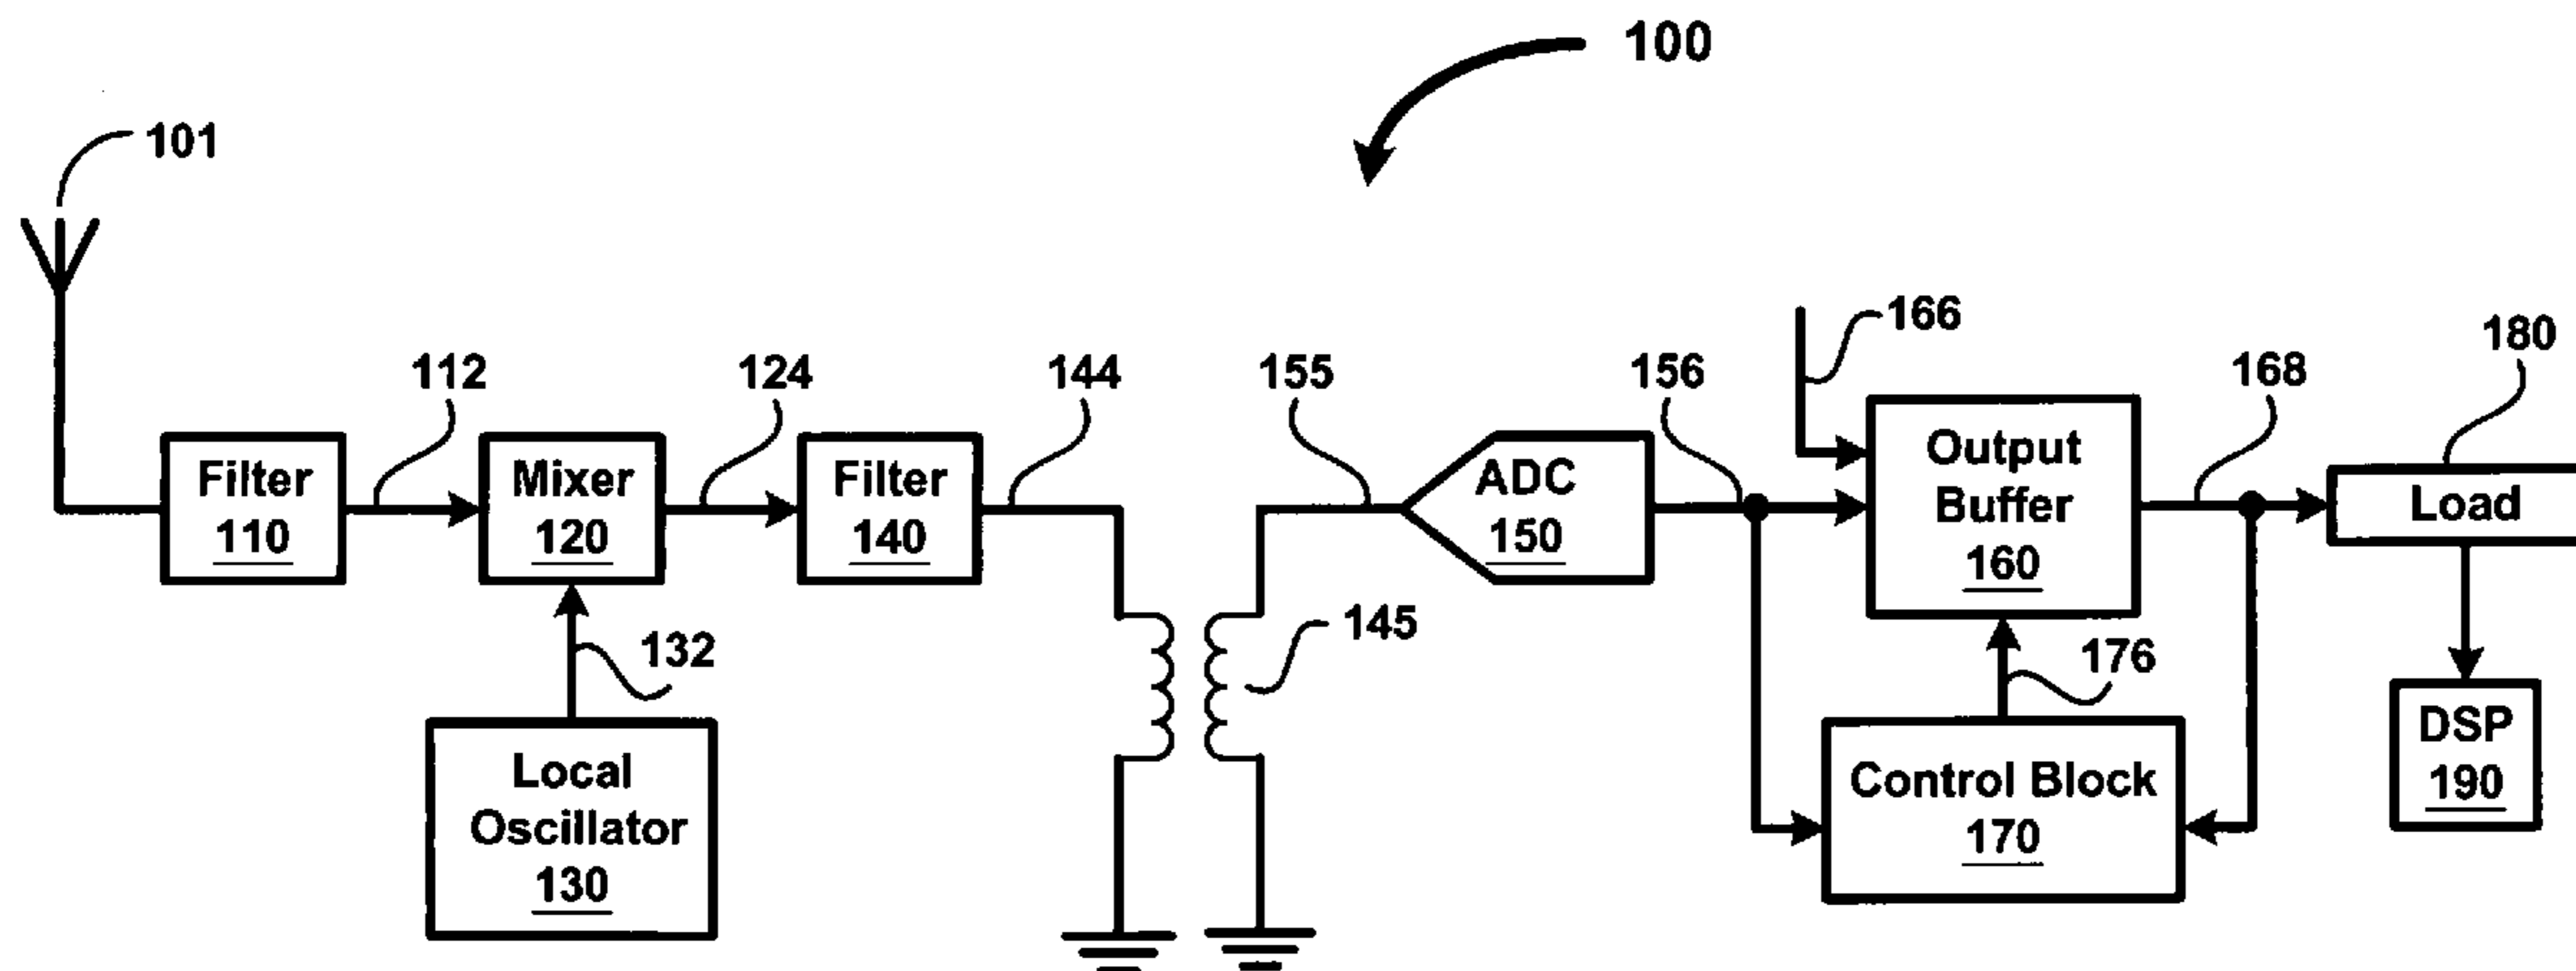 100
101
166
180
112
124
144
155
156
168
Filter
110
Mixer
120
Filter
140
ADC
150
Output
Buffer
160
Load
132
145
176
Local
Oscillator
130
Control Block
170
DSP
190